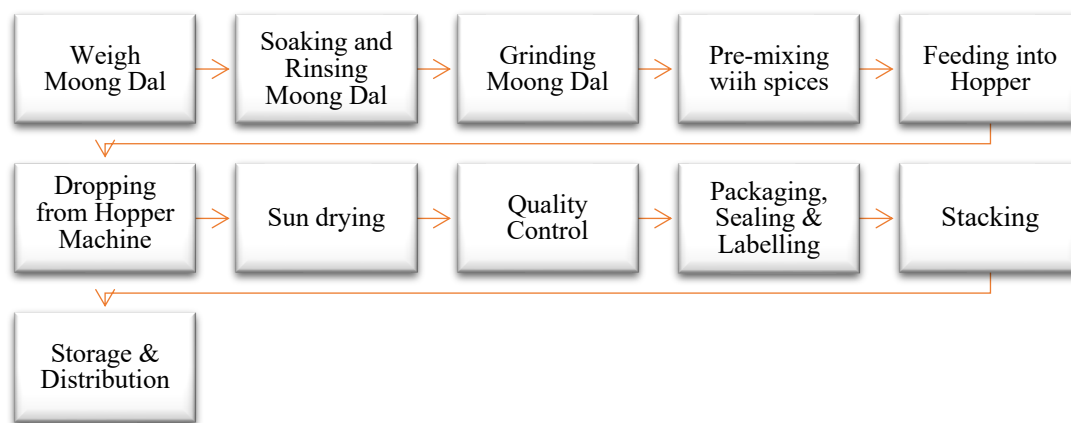 Weigh
Moong Dal
Soaking and
Rinsing
Moong Dal
Grinding
Moong Dal
Pre-mixing
wiih spices
Feeding into
Hopper
Dropping
from Hopper
Machine
Sun drying
Quality
Control
Packaging,
Sealing &
Labelling
Stacking
Storage &
Distribution